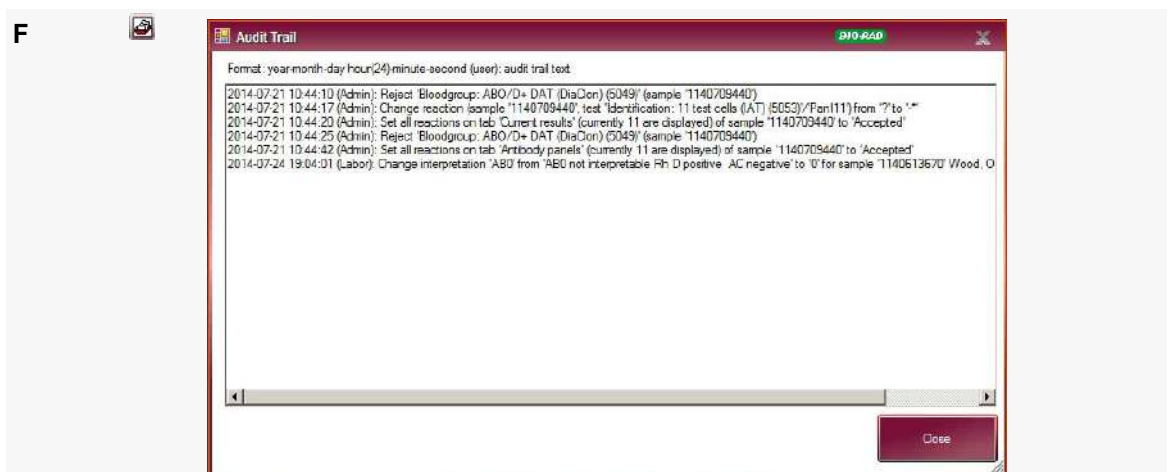 F
Audit Trail
BIO-RAD
Format: year-month-day hour(24)-minute-second (user): audit trail text
2014-07-21 10:44:10 (Admin): Reject 'Bloodgroup: ABO/D+ DAT (DiaClon) (5049)' (sample '1140709440')
2014-07-21 10:44:17 (Admin): Change reaction (sample '1140709440', test 'Identification: 11 test cells (IAT) (5053)'/'Panl11') from '?' to '-*'
2014-07-21 10:44:20 (Admin): Set all reactions on tab 'Current results' (currently 11 are displayed) of sample '1140709440' to 'Accepted'
2014-07-21 10:44:25 (Admin): Reject 'Bloodgroup: ABO/D+ DAT (DiaClon) (5049)' (sample '1140709440')
2014-07-21 10:44:42 (Admin): Set all reactions on tab 'Antibody panels' (currently 11 are displayed) of sample '1140709440' to 'Accepted'
2014-07-24 19:04:01 (Labor): Change interpretation 'AB0' from 'AB0 not interpretable Rh D positive AC negative' to '0' for sample '1140613670' Wood, O
Close